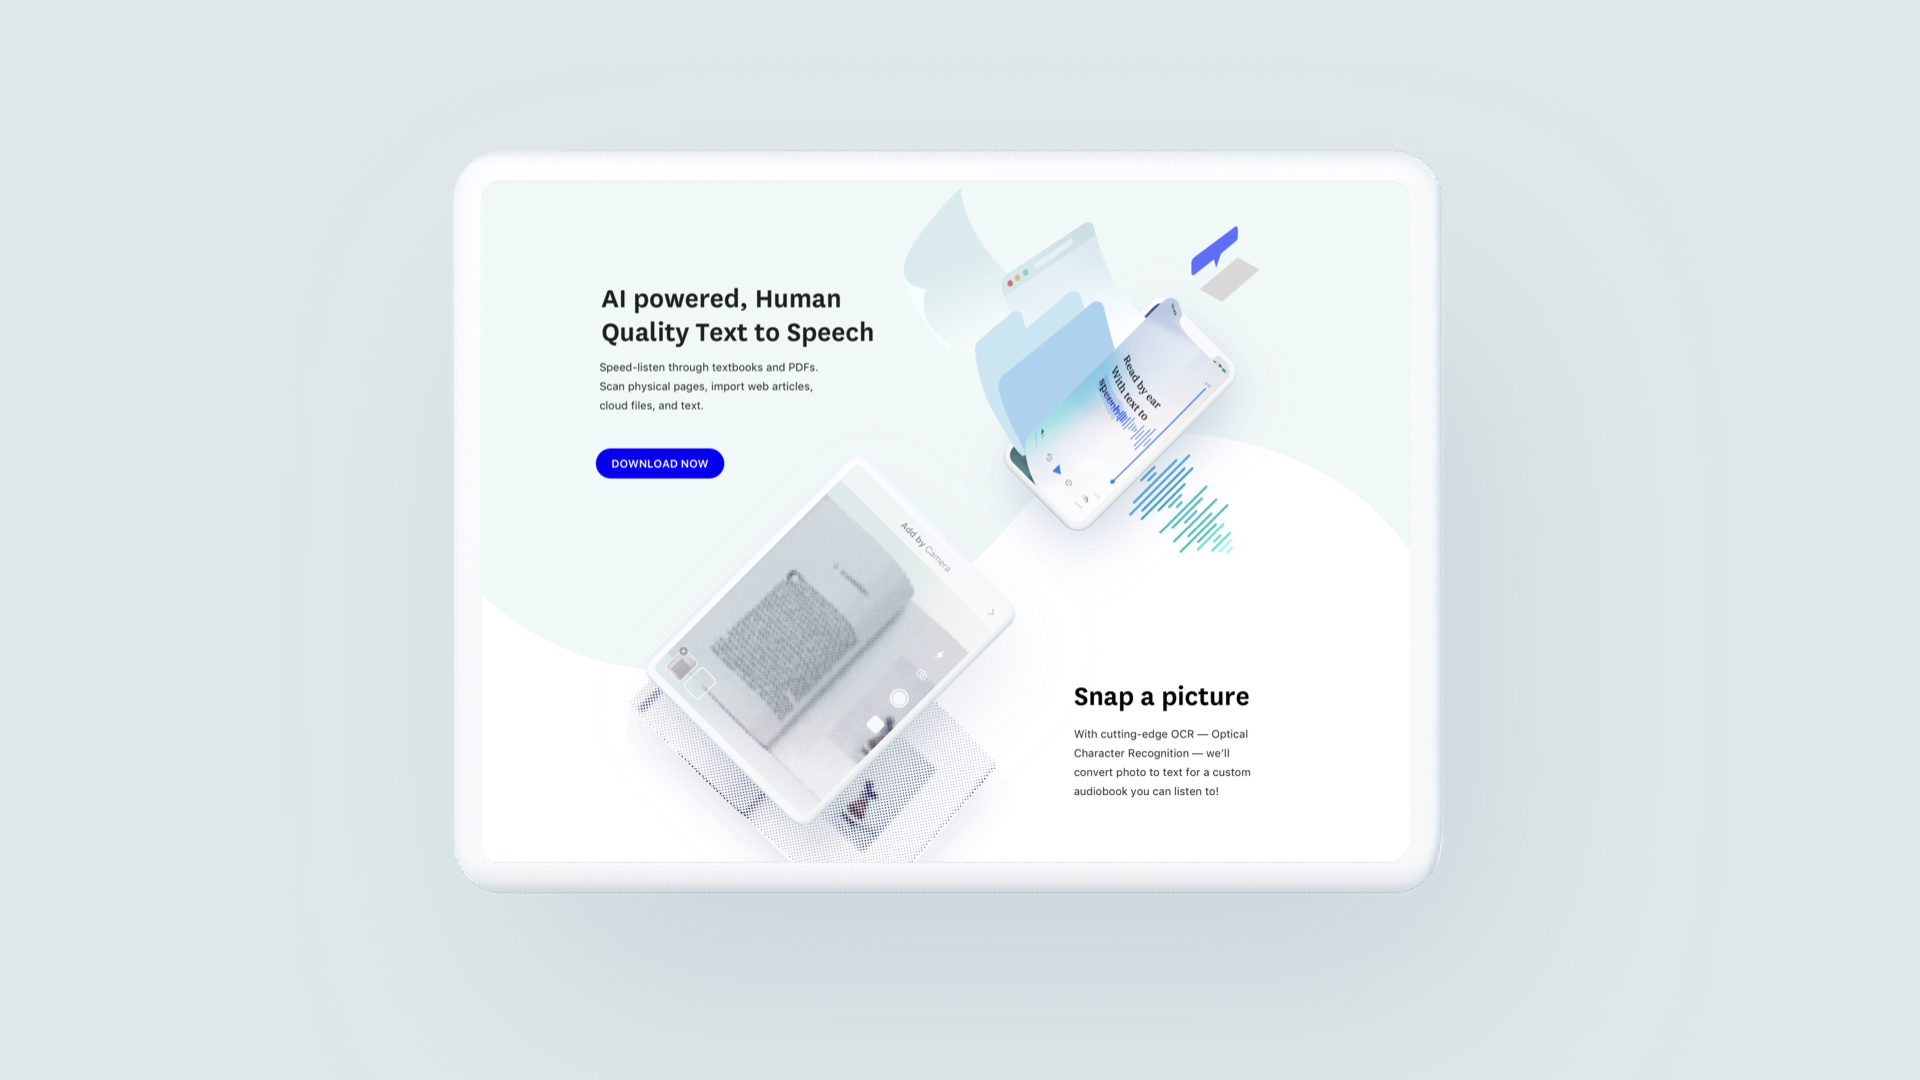 AI powered, Human
Quality Text to Speech
Speed-listen through textbooks and PDFs.
Scan physical pages, import web articles,
cloud files, and text.
DOWNLOAD NOW
Read by ear
With text to
speech
Add by Camera
Snap a picture
With cutting-edge OCR — Optical
Character Recognition — we'll
convert photo to text for a custom
audiobook you can listen to!